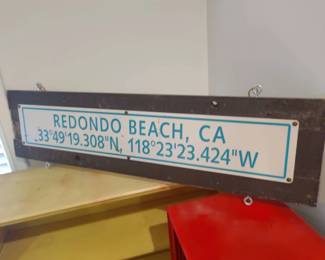 REDONDO BEACH, CA
33°49'19.308"N, 118°23'23.424"W